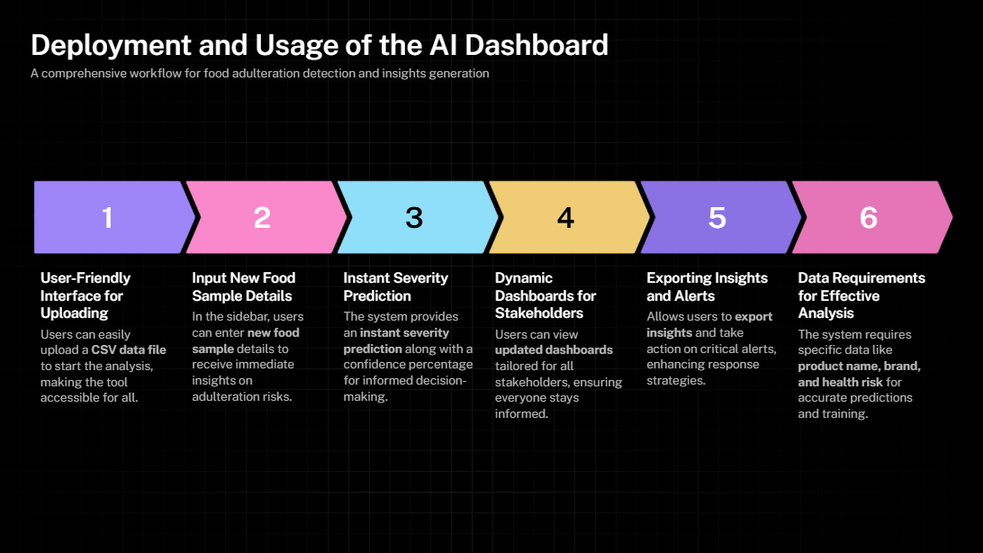 Deployment and Usage of the AI Dashboard
A comprehensive workflow for food adulteration detection and insights generation
1
2
3
4
5
6
User-Friendly
Interface for
Uploading
Users can easily
upload a CSV data file
to start the analysis,
making the tool
accessible for all.
Input New Food
Sample Details
In the sidebar, users
can enter new food
sample details to
receive immediate
insights on
adulteration risks.
Instant Severity
Prediction
The system provides
an instant severity
prediction along with a
confidence percentage
for informed decision-
making.
Dynamic
Dashboards for
Stakeholders
Users can view
updated dashboards
tailored for all
stakeholders, ensuring
everyone stays
informed.
Exporting Insights
and Alerts
Allows users to export
insights and take
action on critical alerts,
enhancing response
strategies.
Data Requirements
for Effective
Analysis
The system requires
specific data like
product name, brand,
and health risk for
accurate predictions
and training.